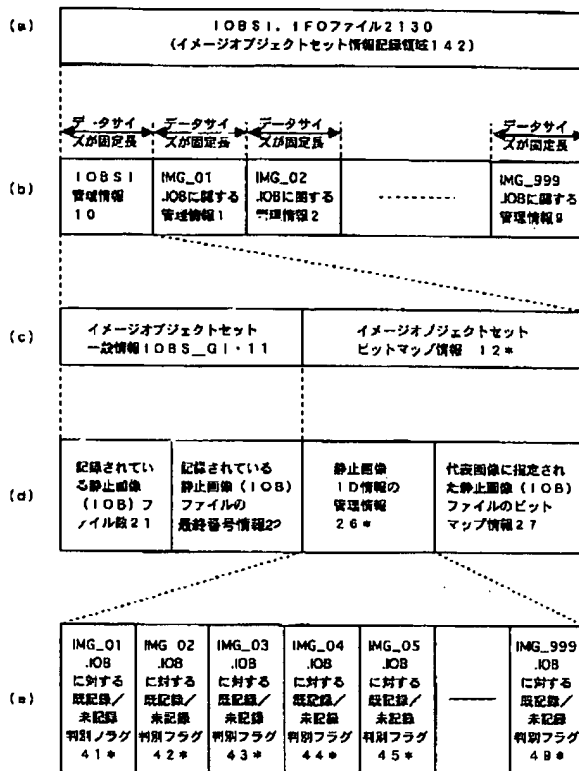 (a)
IOBSI．IFOファイル2130
(イメージオブジェクトセット情報記録領域142)
データサイ
ズが固定長
データサイ
ズが固定長
データサイ
ズが固定長
データサイ
ズが固定長
(b)
IOBSI
管理情報
10
IMG_01
.IOBに関する
管理情報1
IMG_02
.IOBに関する
管理情報2
IMG_999
.IOBに関する
管理情報9
(c)
イメージオブジェクトセット
一般情報IOBS_GI・11
イメージオブジェクトセット
ビットマップ情報 12*
(d)
記録されてい
る静止画像
(IOB)フ
ァイル数21
記録されている
静止画像(IOB)
ファイルの
最終番号情報22
静止画像
ID情報の
管理情報
26*
代表画像に指定され
た静止画像(IOB)
ファイルのビット
マップ情報27
(e)
IMG_01
.IOB
に対する
既記録／
未記録
判別フラグ
41*
IMG_02
.IOB
に対する
既記録／
未記録
判別フラグ
42*
IMG_03
.IOB
に対する
既記録／
未記録
判別フラグ
43*
IMG_04
.IOB
に対する
既記録／
未記録
判別フラグ
44*
IMG_05
.IOB
に対する
既記録／
未記録
判別フラグ
45*
IMG_999
.IOB
に対する
既記録／
未記録
判別フラグ
49*